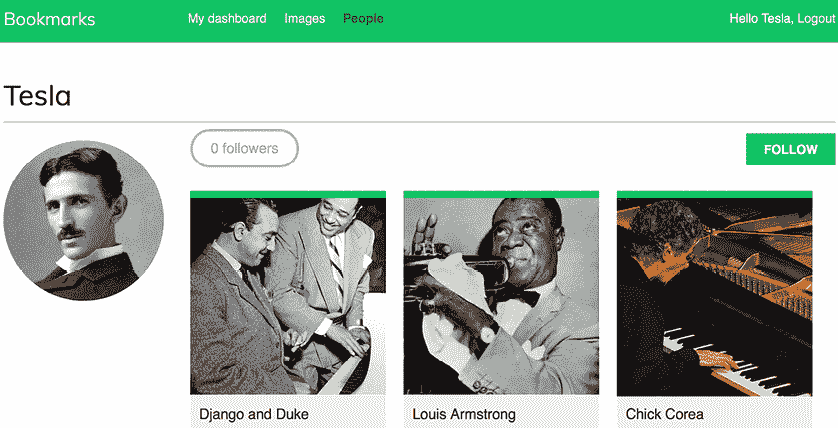 Bookmarks My dashboard Images People Hello Tesla, Logout
Tesla
0 followers FOLLOW
Django and Duke Louis Armstrong Chick Corea